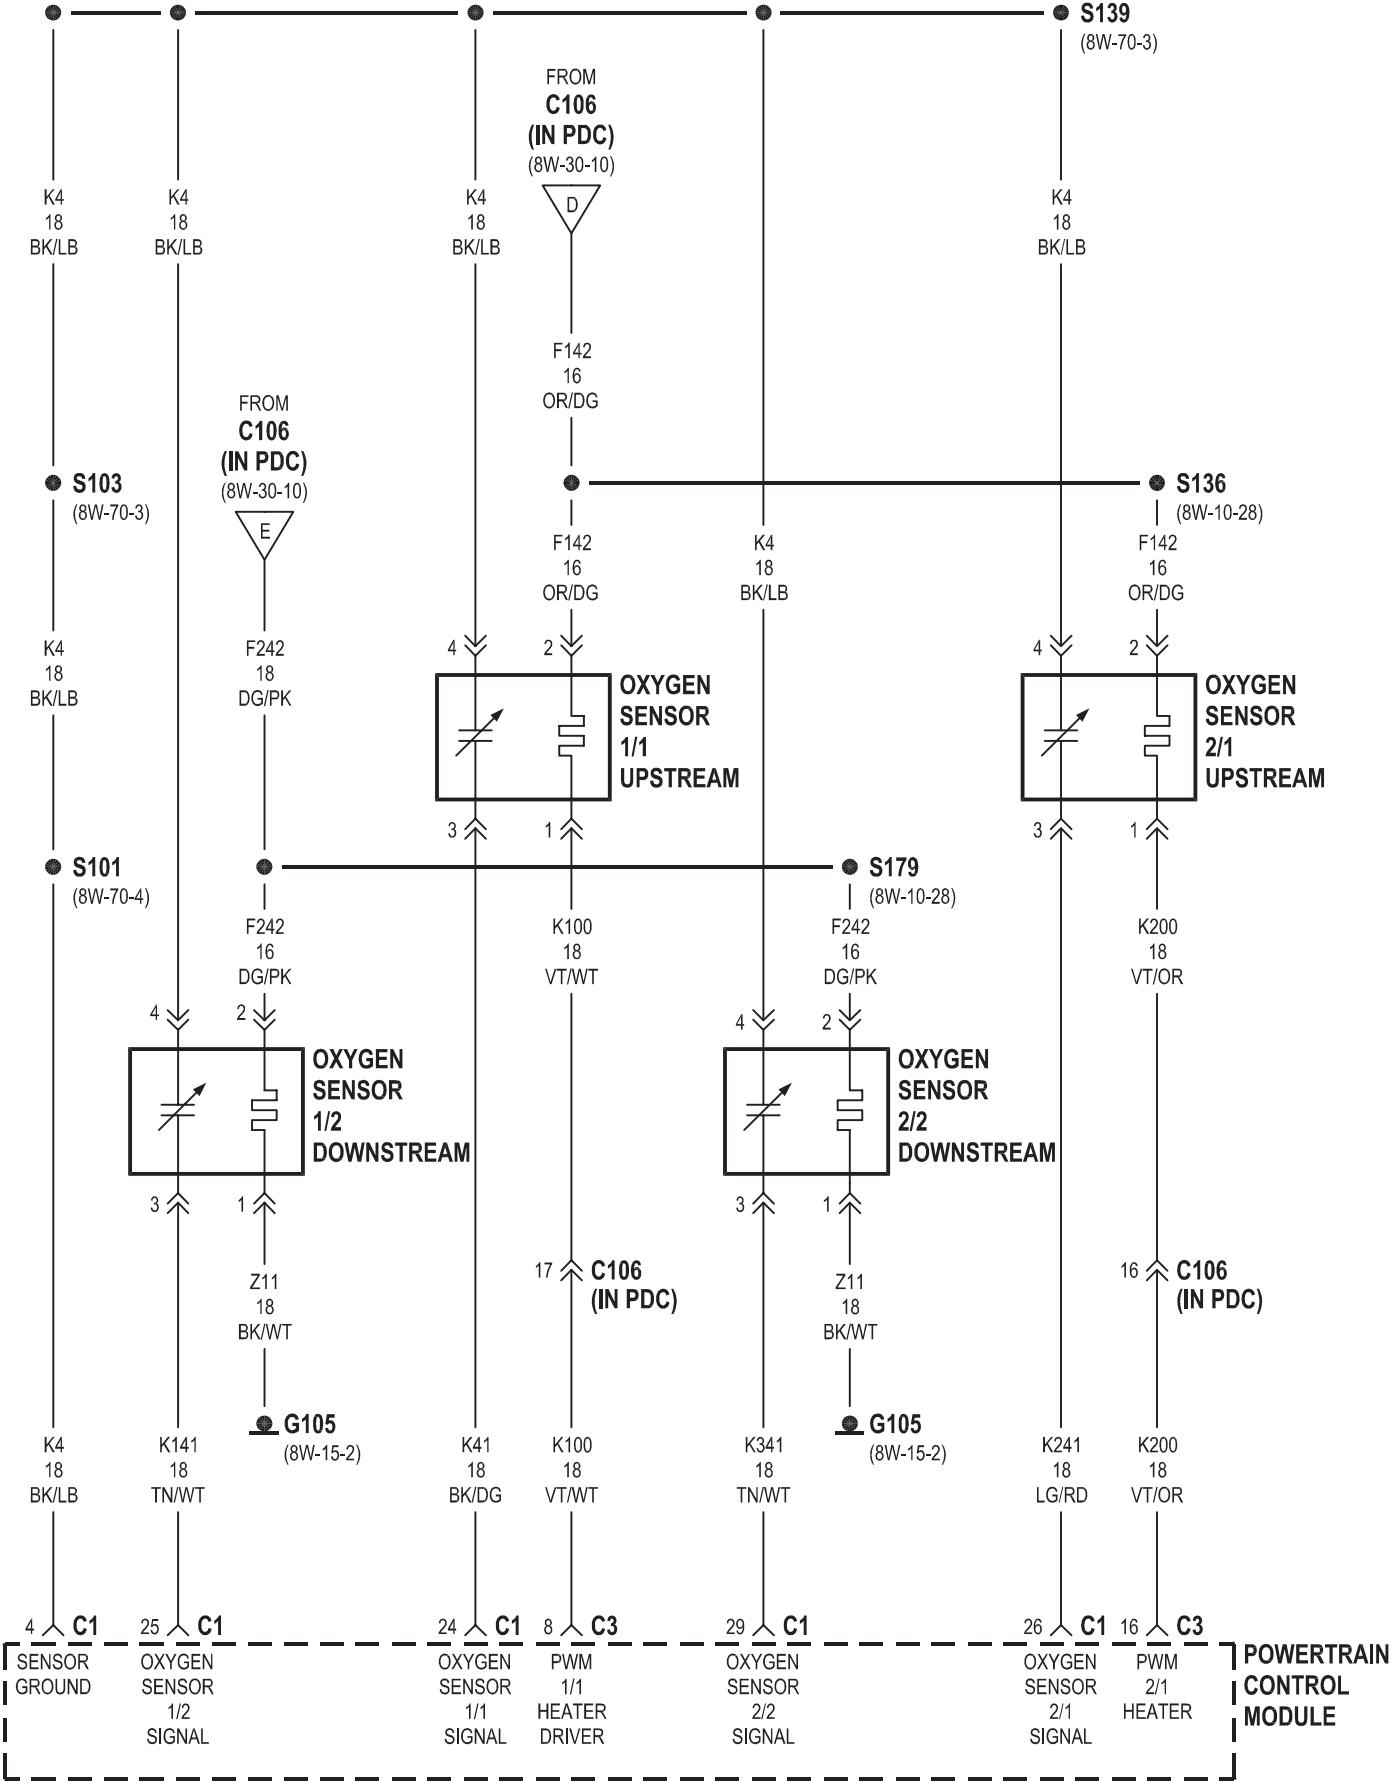 S139
(8W-70-3)
FROM
C106
(IN PDC)
(8W-30-10)
D
K4
18
BK/LB
K4
18
BK/LB
K4
18
BK/LB
K4
18
BK/LB
F142
16
OR/DG
FROM
C106
(IN PDC)
(8W-30-10)
E
S103
(8W-70-3)
S136
(8W-10-28)
F142
16
OR/DG
K4
18
BK/LB
F142
16
OR/DG
K4
18
BK/LB
F242
18
DG/PK
4
2
4
2
OXYGEN
SENSOR
1/1
UPSTREAM
OXYGEN
SENSOR
2/1
UPSTREAM
3
1
3
1
S101
(8W-70-4)
S179
(8W-10-28)
F242
16
DG/PK
K100
18
VT/WT
F242
16
DG/PK
K200
18
VT/OR
4
2
4
2
OXYGEN
SENSOR
1/2
DOWNSTREAM
OXYGEN
SENSOR
2/2
DOWNSTREAM
3
1
3
1
Z11
18
BK/WT
17
C106
(IN PDC)
Z11
18
BK/WT
16
C106
(IN PDC)
G105
(8W-15-2)
G105
(8W-15-2)
K4
18
BK/LB
K141
18
TN/WT
K41
18
BK/DG
K100
18
VT/WT
K341
18
TN/WT
K241
18
LG/RD
K200
18
VT/OR
4 C1
25 C1
24 C1
8 C3
29 C1
26 C1
16 C3
SENSOR
GROUND
OXYGEN
SENSOR
1/2
SIGNAL
OXYGEN
SENSOR
1/1
SIGNAL
PWM
1/1
HEATER
DRIVER
OXYGEN
SENSOR
2/2
SIGNAL
OXYGEN
SENSOR
2/1
SIGNAL
PWM
2/1
HEATER
POWERTRAIN
CONTROL
MODULE